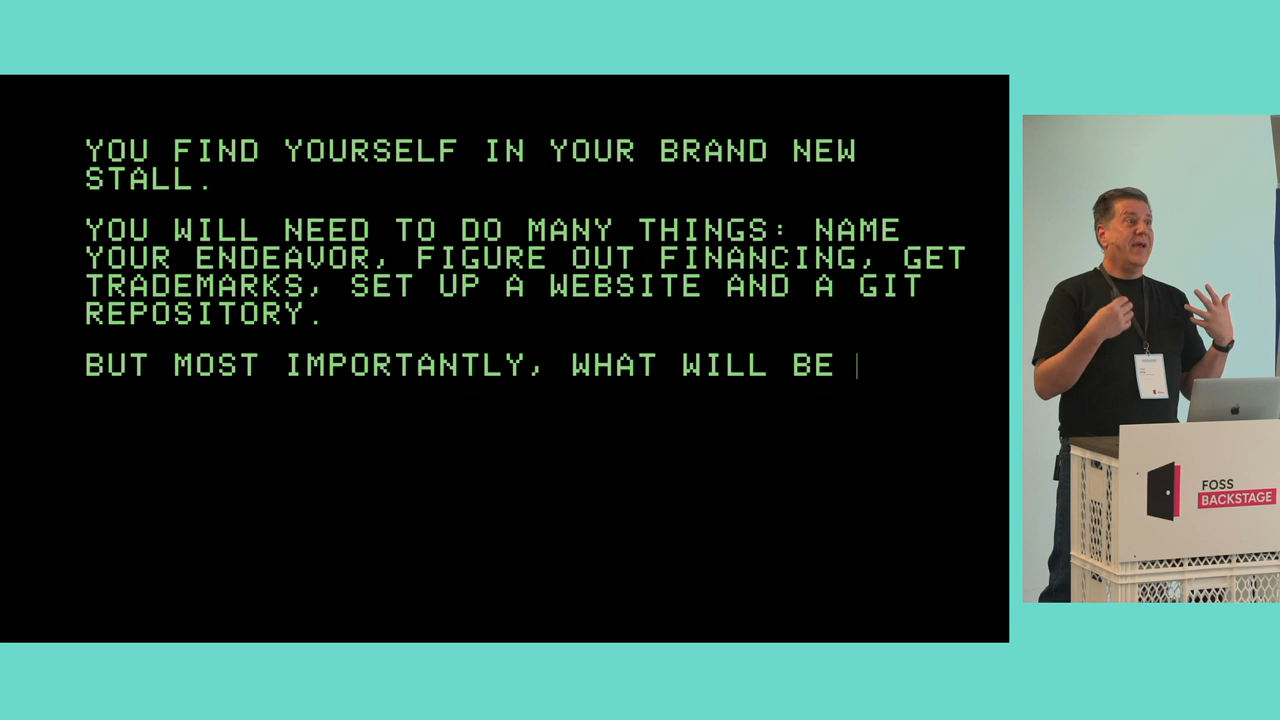 YOU FIND YOURSELF IN YOUR BRAND NEW
STALL.
YOU WILL NEED TO DO MANY THINGS: NAME
YOUR ENDEAVOR, FIGURE OUT FINANCING, GET
TRADEMARKS, SET UP A WEBSITE AND A GIT
REPOSITORY.
BUT MOST IMPORTANTLY, WHAT WILL BE
FOSS
BACKSTAGE